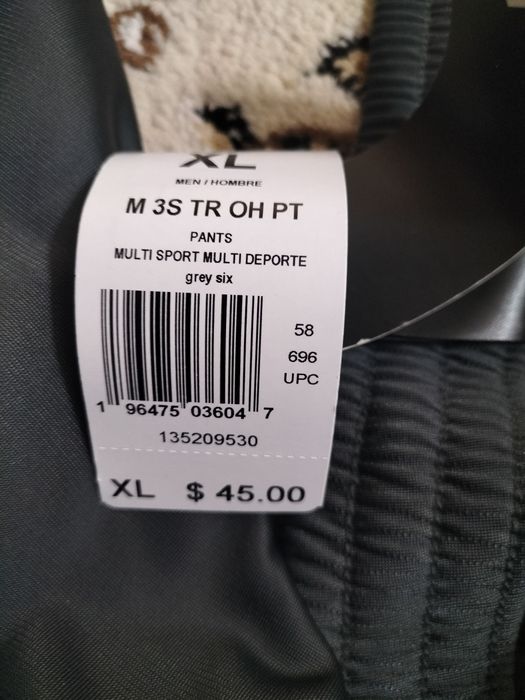 XL
MEN / HOMBRE
M 3S TR OH PT
PANTS
MULTI SPORT MULTI DEPORTE
grey six
58
696
UPC
1 96475 03604 7
135209530
XL $ 45.00